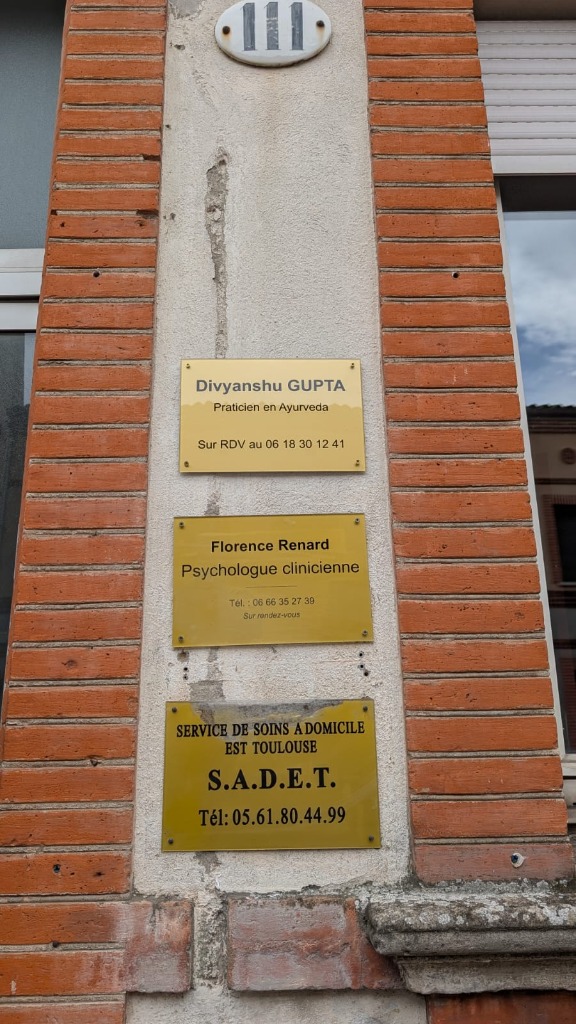 111
Divyanshu GUPTA
Praticien en Ayurveda
Sur RDV au 06 18 30 12 41
Florence Renard
Psychologue clinicienne
Tél. : 06 66 35 27 39
Sur rendez-vous
SERVICE DE SOINS A DOMICILE
EST TOULOUSE
S.A.D.E.T.
Tél: 05.61.80.44.99